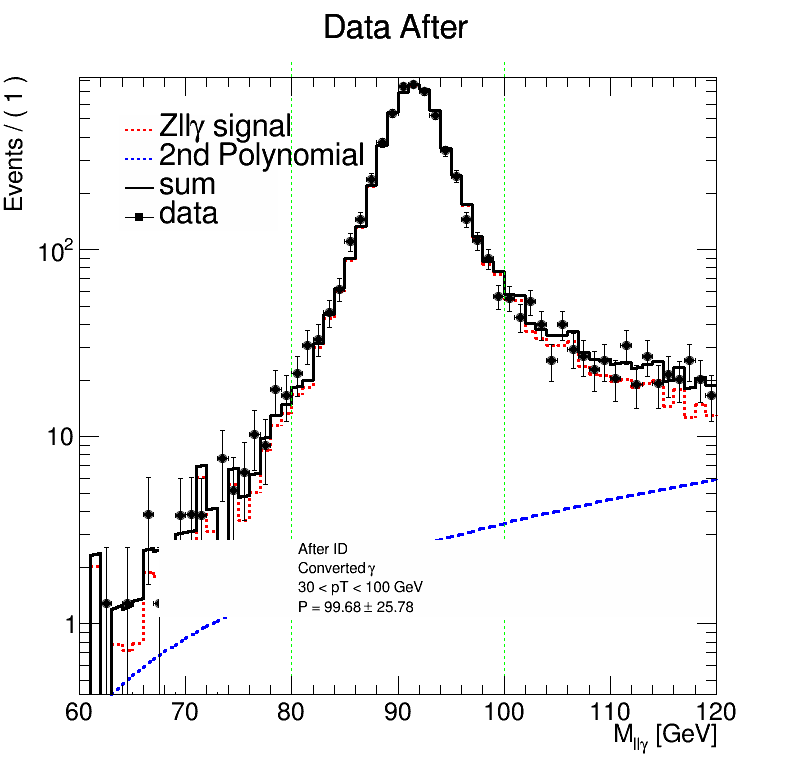 Data After
Events / ( 1 )
Zllγ signal
2nd Polynomial
sum
data
10²
10
1
After ID
Converted γ
30 < pT < 100 GeV
P = 99.68 ± 25.78
60 70 80 90 100 110 120
M_llγ [GeV]